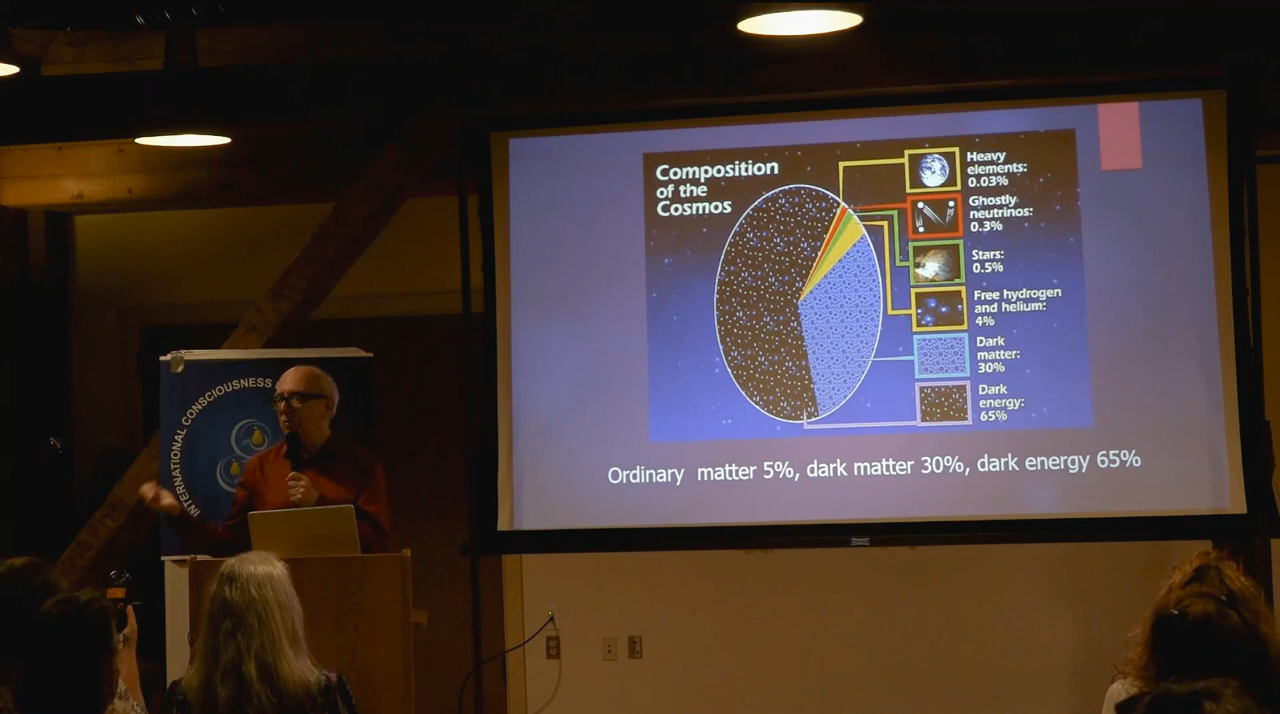 Composition
of the
Cosmos
Heavy
elements:
0.03%
Ghostly
neutrinos:
0.3%
Stars:
0.5%
Free hydrogen
and helium:
4%
Dark
matter:
30%
Dark
energy:
65%
Ordinary matter 5%, dark matter 30%, dark energy 65%
INTERNATIONAL CONSCIOUSNESS